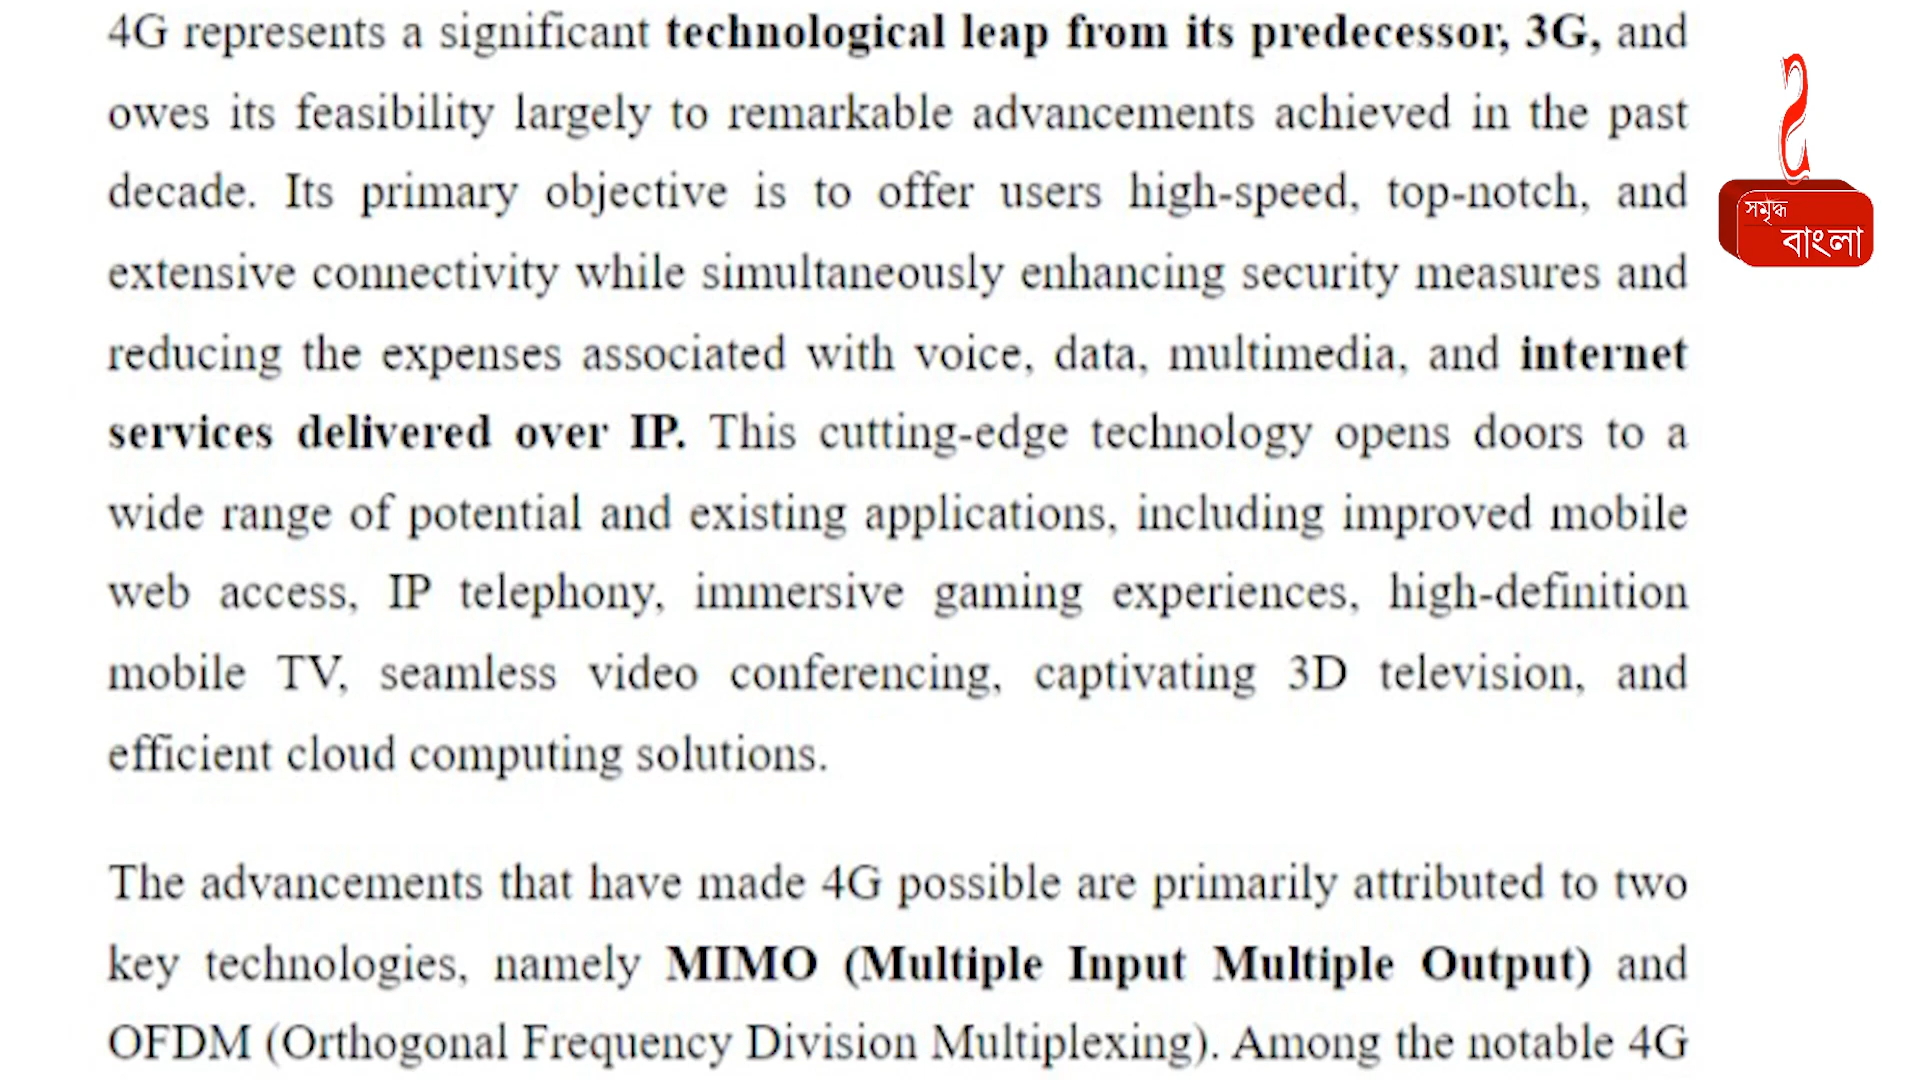 4G represents a significant technological leap from its predecessor, 3G, and
owes its feasibility largely to remarkable advancements achieved in the past
decade. Its primary objective is to offer users high-speed, top-notch, and
extensive connectivity while simultaneously enhancing security measures and
reducing the expenses associated with voice, data, multimedia, and internet
services delivered over IP. This cutting-edge technology opens doors to a
wide range of potential and existing applications, including improved mobile
web access, IP telephony, immersive gaming experiences, high-definition
mobile TV, seamless video conferencing, captivating 3D television, and
efficient cloud computing solutions.
The advancements that have made 4G possible are primarily attributed to two
key technologies, namely MIMO (Multiple Input Multiple Output) and
OFDM (Orthogonal Frequency Division Multiplexing). Among the notable 4G
সমৃদ্ধ
বাংলা